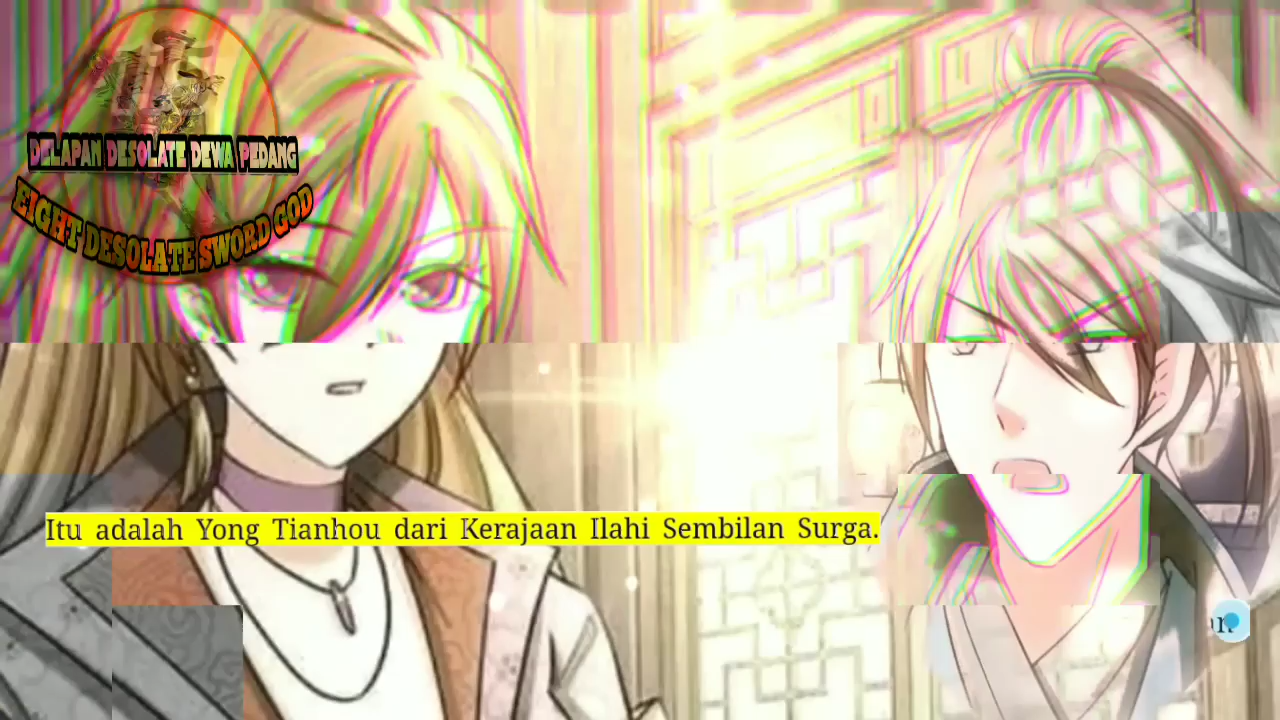 DELAPAN DESOLATE DEWA PEDANG
EIGHT DESOLATE SWORD GOD
Itu adalah Yong Tianhou dari Kerajaan Ilahi Sembilan Surga.